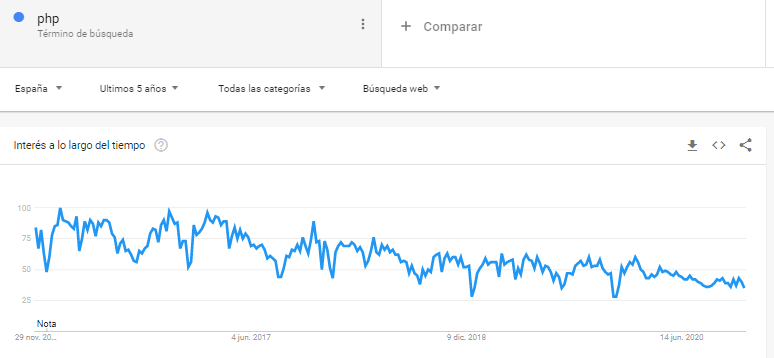 php
Término de búsqueda
+ Comparar
España Ultimos 5 años Todas las categorías Búsqueda web
Interés a lo largo del tiempo ?
100
75
50
25
Nota
29 nov. 20... 4 jun. 2017 9 dic. 2018 14 jun. 2020